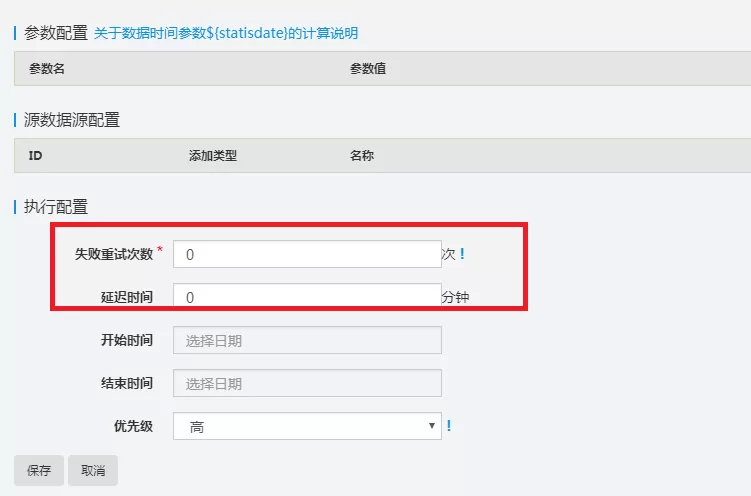 参数配置 关于数据时间参数${statisdate}的计算说明
参数名 参数值
源数据源配置
ID 添加类型 名称
执行配置
失败重试次数 * 0 次 !
延迟时间 0 分钟
开始时间 选择日期
结束时间 选择日期
优先级 高 !
保存 取消